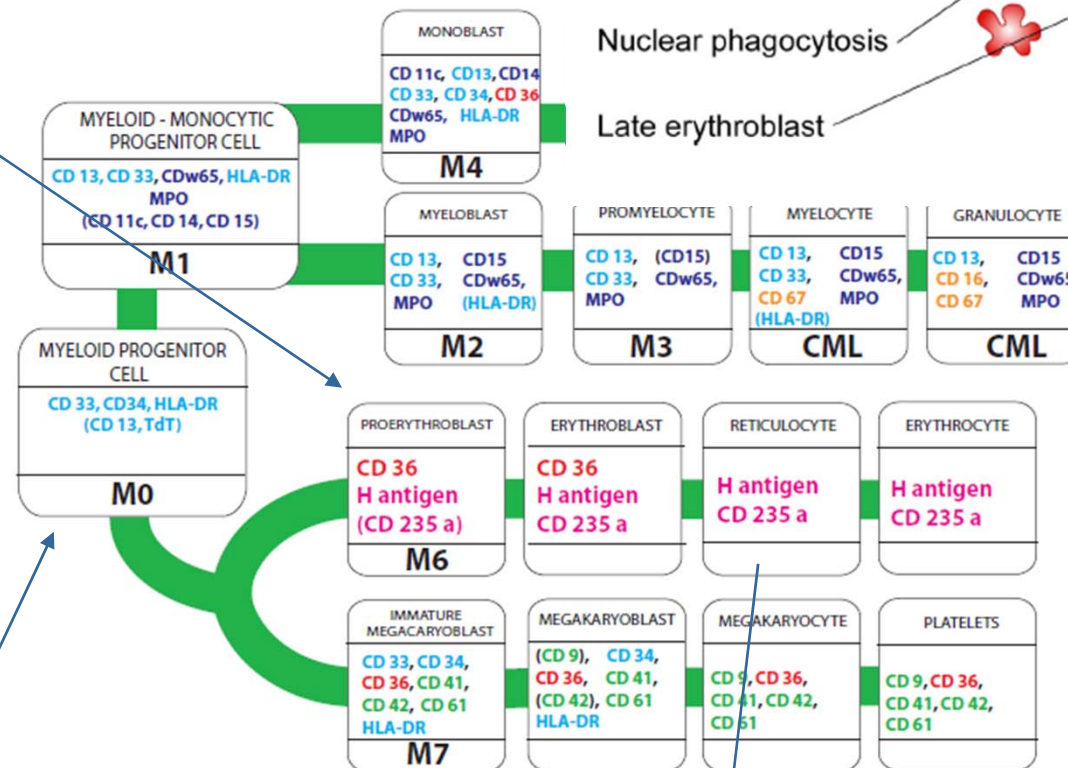 MONOBLAST
CD 11c, CD13, CD14
CD 33, CD 34, CD 36
CDw65, HLA-DR
MPO
M4
Nuclear phagocytosis
Late erythroblast
MYELOID - MONOCYTIC
PROGENITOR CELL
CD 13, CD 33, CDw65, HLA-DR
MPO
(CD 11c, CD 14, CD 15)
M1
MYELOBLAST
CD 13, CD15
CD 33, CDw65,
MPO (HLA-DR)
M2
PROMYELOCYTE
CD 13, (CD15)
CD 33, CDw65,
MPO
M3
MYELOCYTE
CD 13, CD15
CD 33, CDw65,
CD 67 MPO
(HLA-DR)
CML
GRANULOCYTE
CD 13, CD15
CD 16, CDw65
CD 67 MPO
CML
MYELOID PROGENITOR
CELL
CD 33, CD34, HLA-DR
(CD 13, TdT)
M0
PROERYTHROBLAST
CD 36
H antigen
(CD 235 a)
M6
ERYTHROBLAST
CD 36
H antigen
CD 235 a
RETICULOCYTE
H antigen
CD 235 a
ERYTHROCYTE
H antigen
CD 235 a
IMMATURE
MEGACARYOBLAST
CD 33, CD 34,
CD 36, CD 41,
CD 42, CD 61
HLA-DR
M7
MEGAKARYOBLAST
(CD 9), CD 34,
CD 36, CD 41,
(CD 42), CD 61
HLA-DR
MEGAKARYOCYTE
CD 9, CD 36,
CD 41, CD 42,
CD 61
PLATELETS
CD 9, CD 36,
CD 41, CD 42,
CD 61